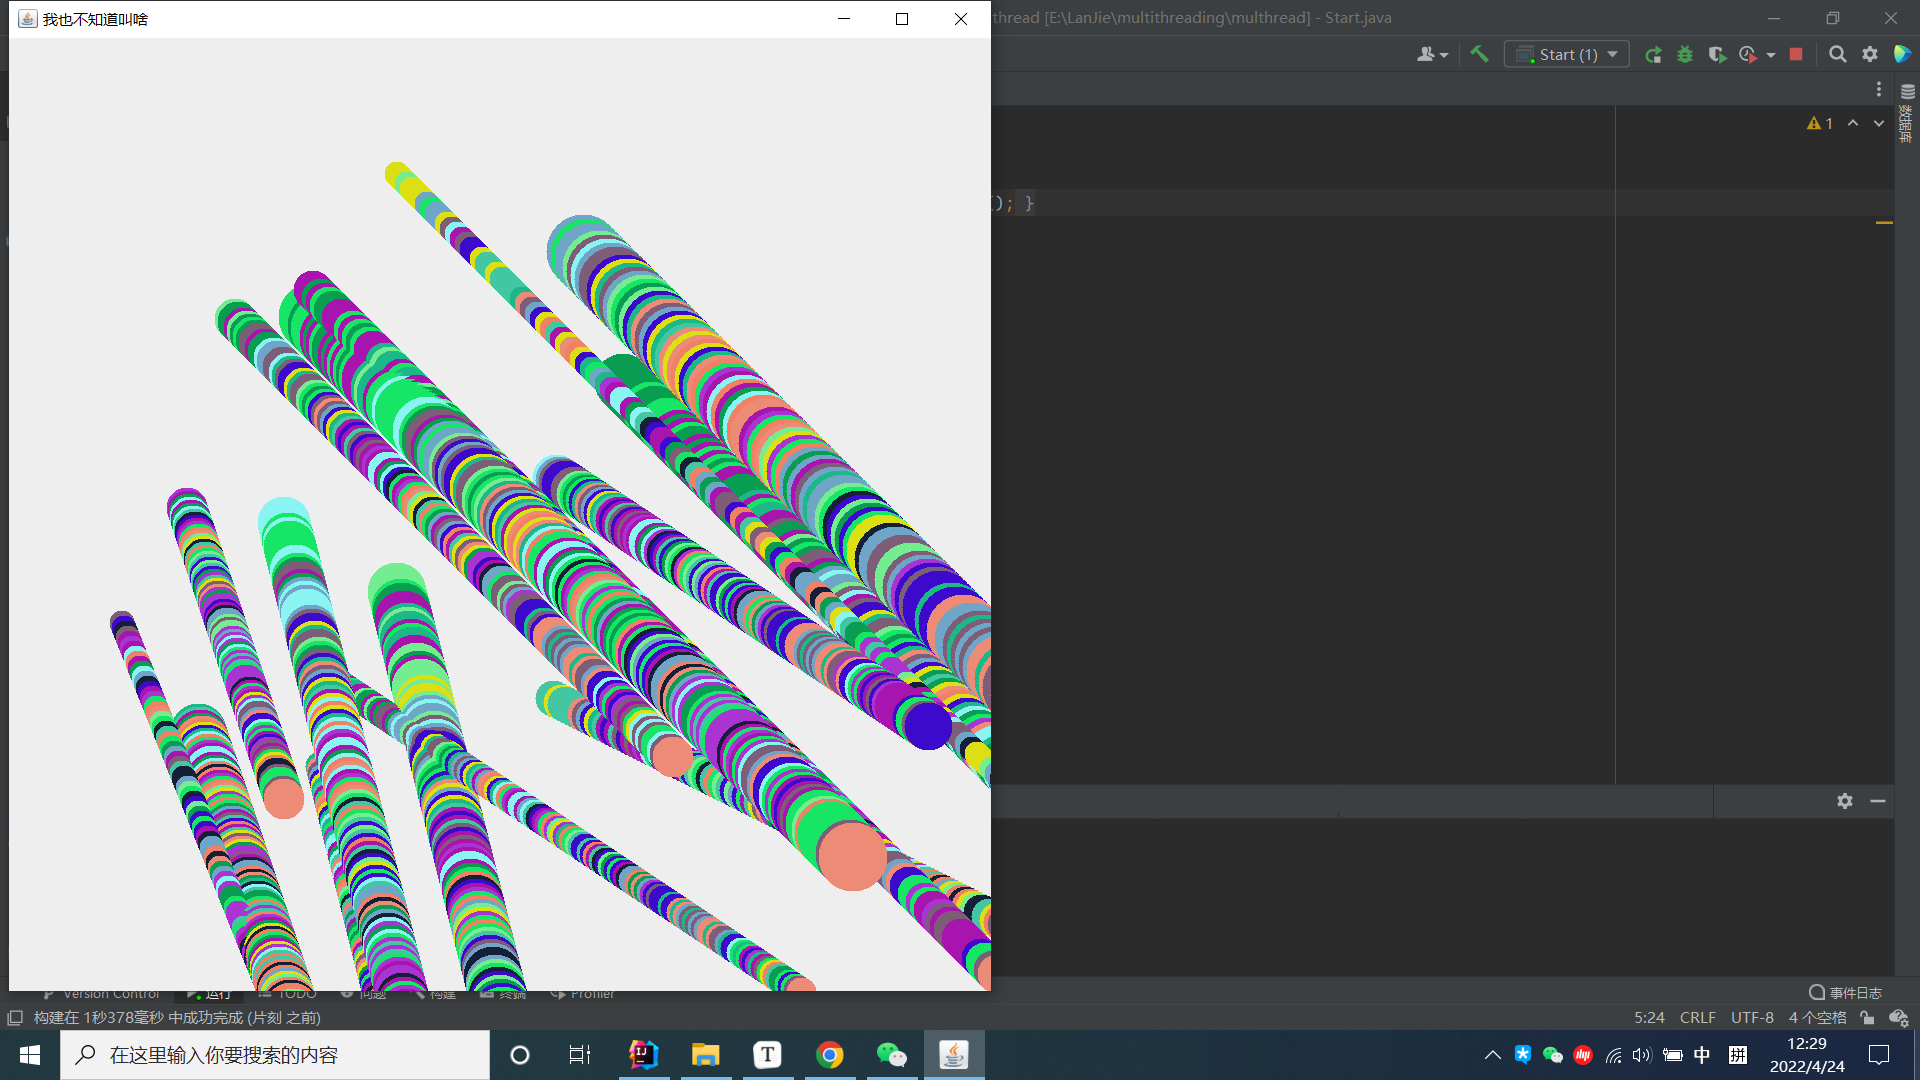 我也不知道叫啥
thread [E:\LanJie\multithreading\multhread] - Start.java
Start (1)
1
数据库
(); }
Version Control
运行
TODO
问题
构建
终端
Profiler
事件日志
构建在 1秒378毫秒 中成功完成 (片刻 之前)
5:24 CRLF UTF-8 4 个空格
在这里输入你要搜索的内容
IJ
T
中
拼
12:29
2022/4/24